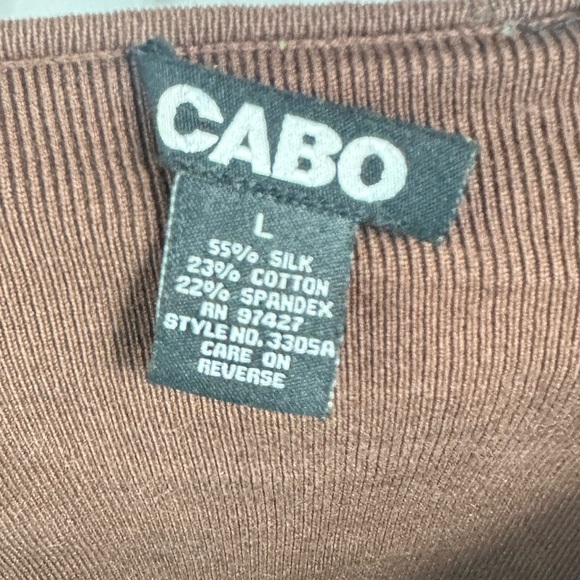 CABO
L
55% SILK
23% COTTON
22% SPANDEX
RN 97427
STYLE NO. 3305A
CARE ON
REVERSE